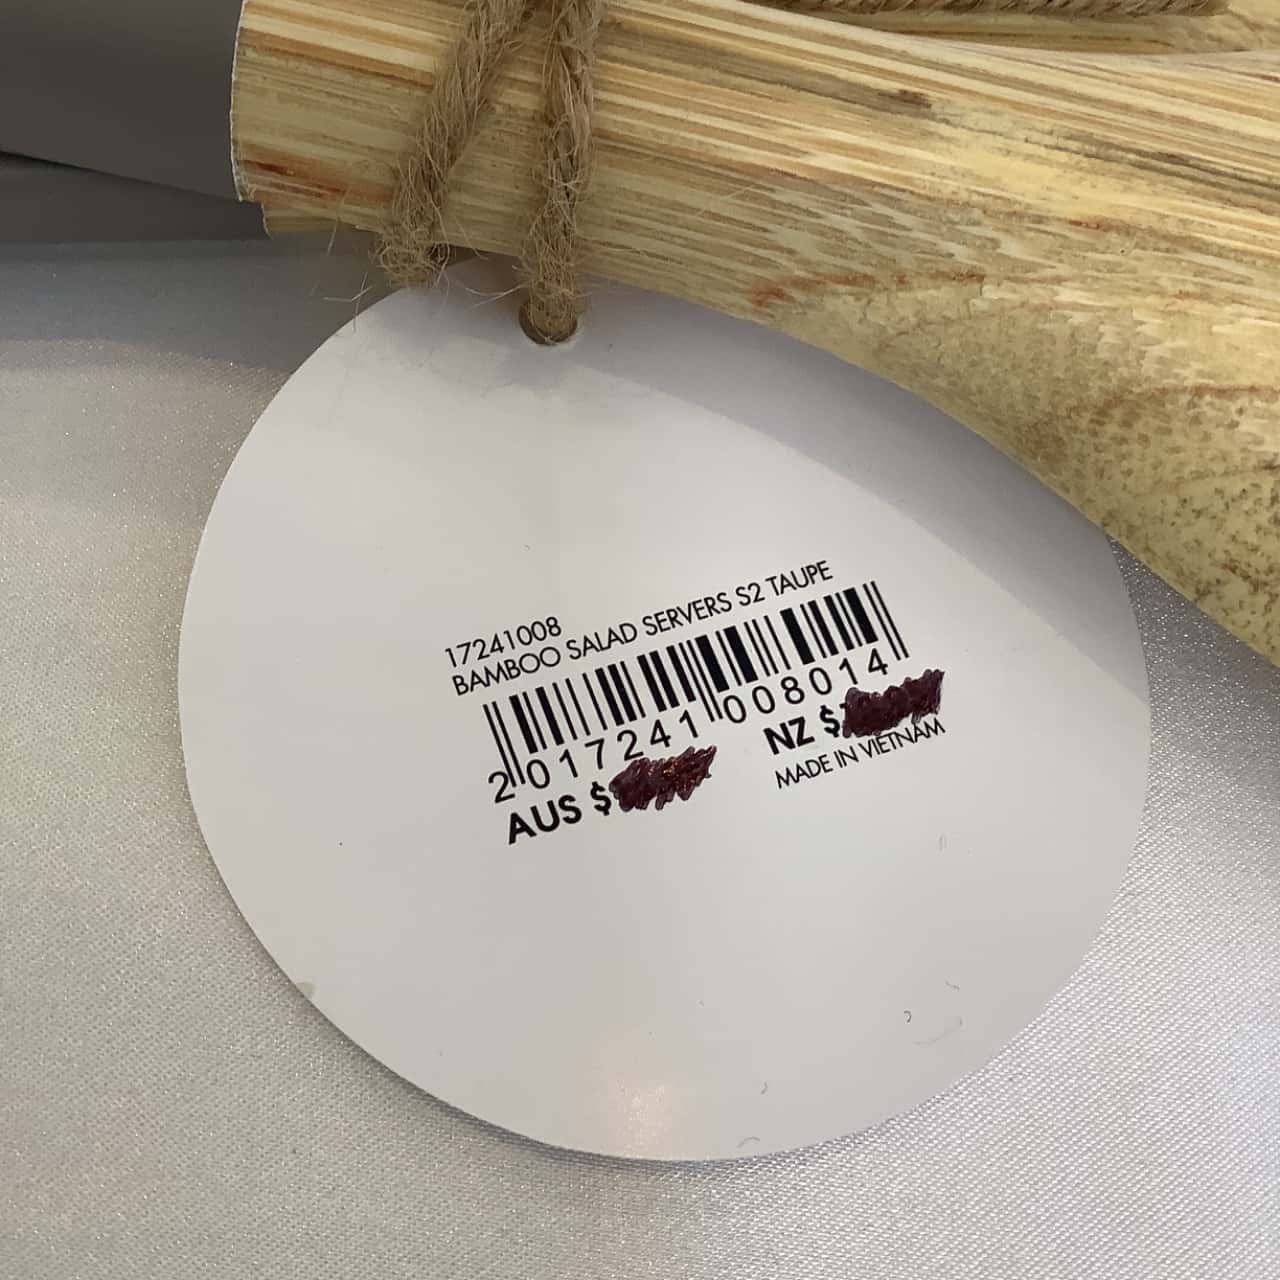 17241008
BAMBOO SALAD SERVERS S2 TAUPE
2 017241 008014
AUS $
NZ $
MADE IN VIETNAM